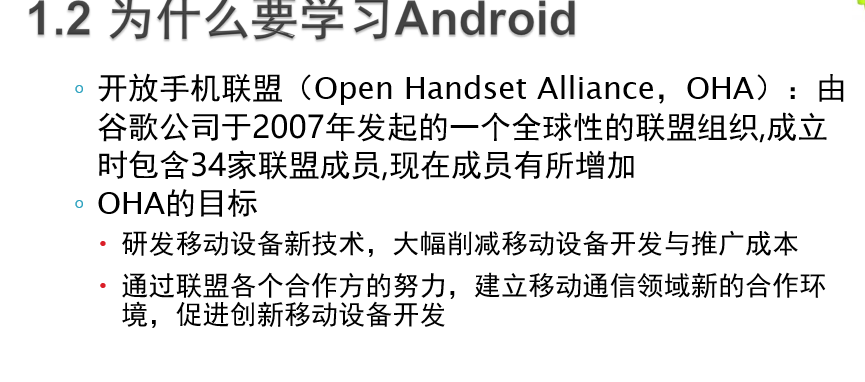 1.2 为什么要学习Android
开放手机联盟（Open Handset Alliance，OHA）：由
谷歌公司于2007年发起的一个全球性的联盟组织,成立
时包含34家联盟成员,现在成员有所增加
OHA的目标
研发移动设备新技术，大幅削减移动设备开发与推广成本
通过联盟各个合作方的努力，建立移动通信领域新的合作环
境，促进创新移动设备开发